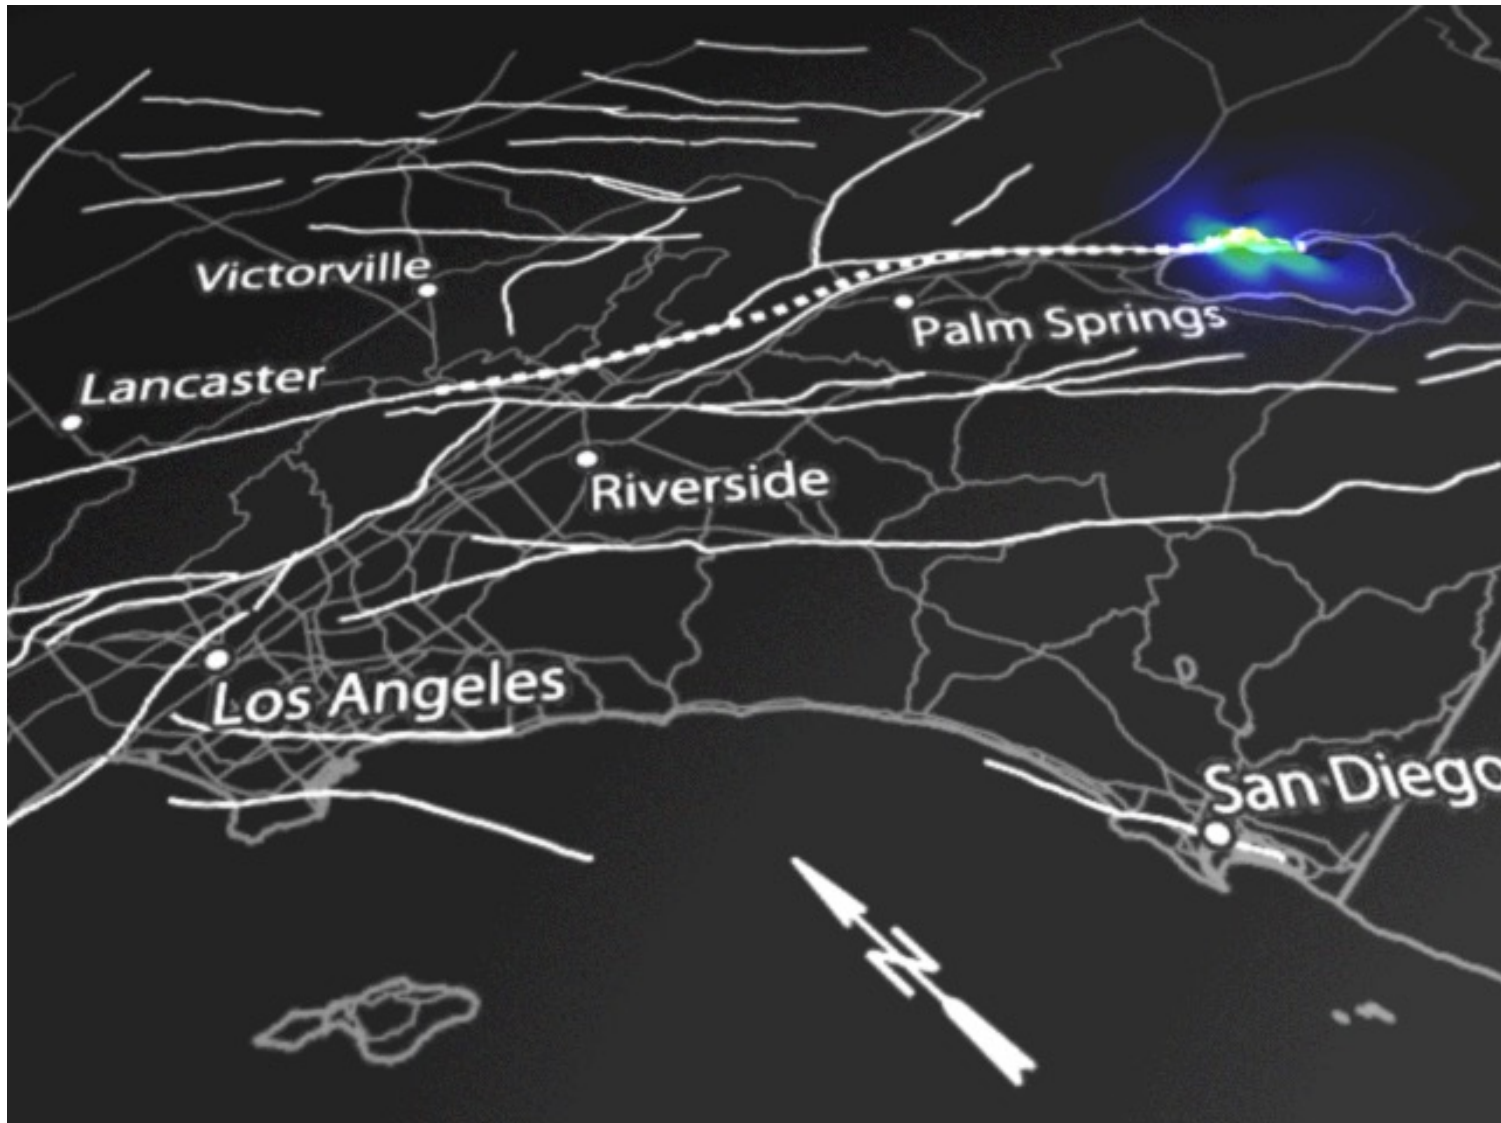 Victorville
Lancaster
Palm Springs
Riverside
Los Angeles
San Diego
N